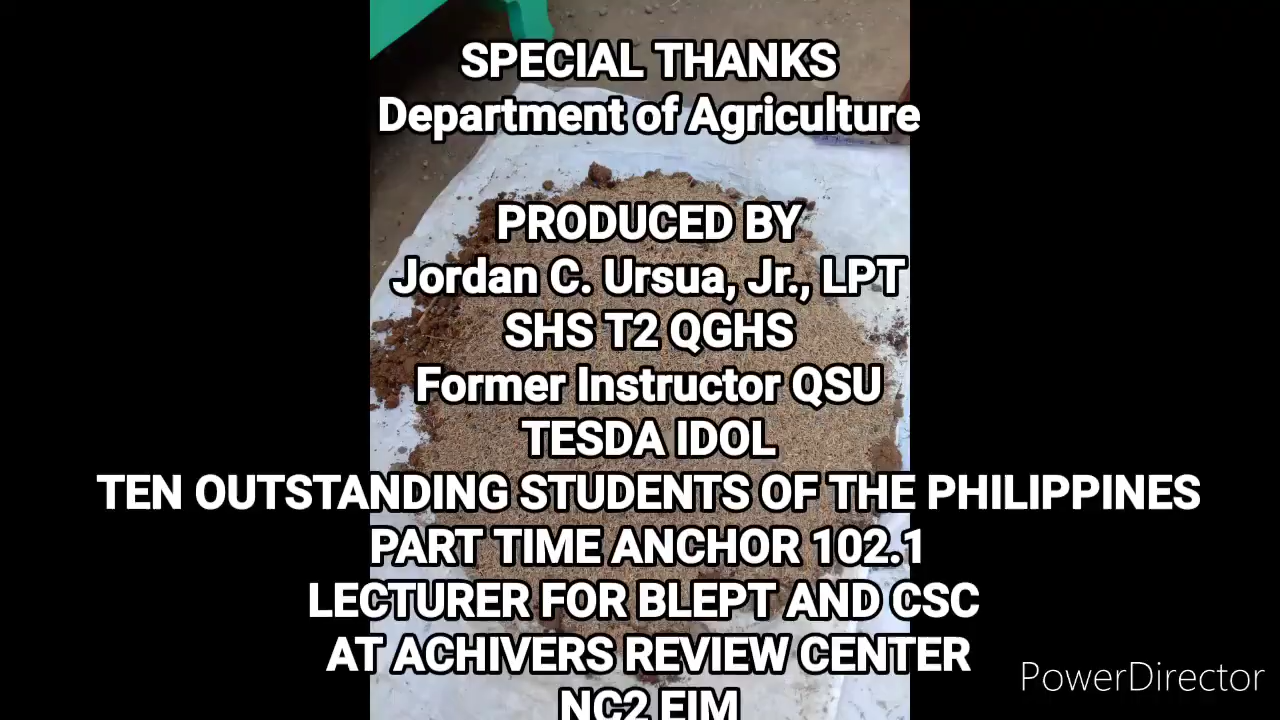 SPECIAL THANKS
Department of Agriculture
PRODUCED BY
Jordan C. Ursua, Jr., LPT
SHS T2 QGHS
Former Instructor QSU
TESDA IDOL
TEN OUTSTANDING STUDENTS OF THE PHILIPPINES
PART TIME ANCHOR 102.1
LECTURER FOR BLEPT AND CSC
AT ACHIVERS REVIEW CENTER
NC2 EIM
PowerDirector